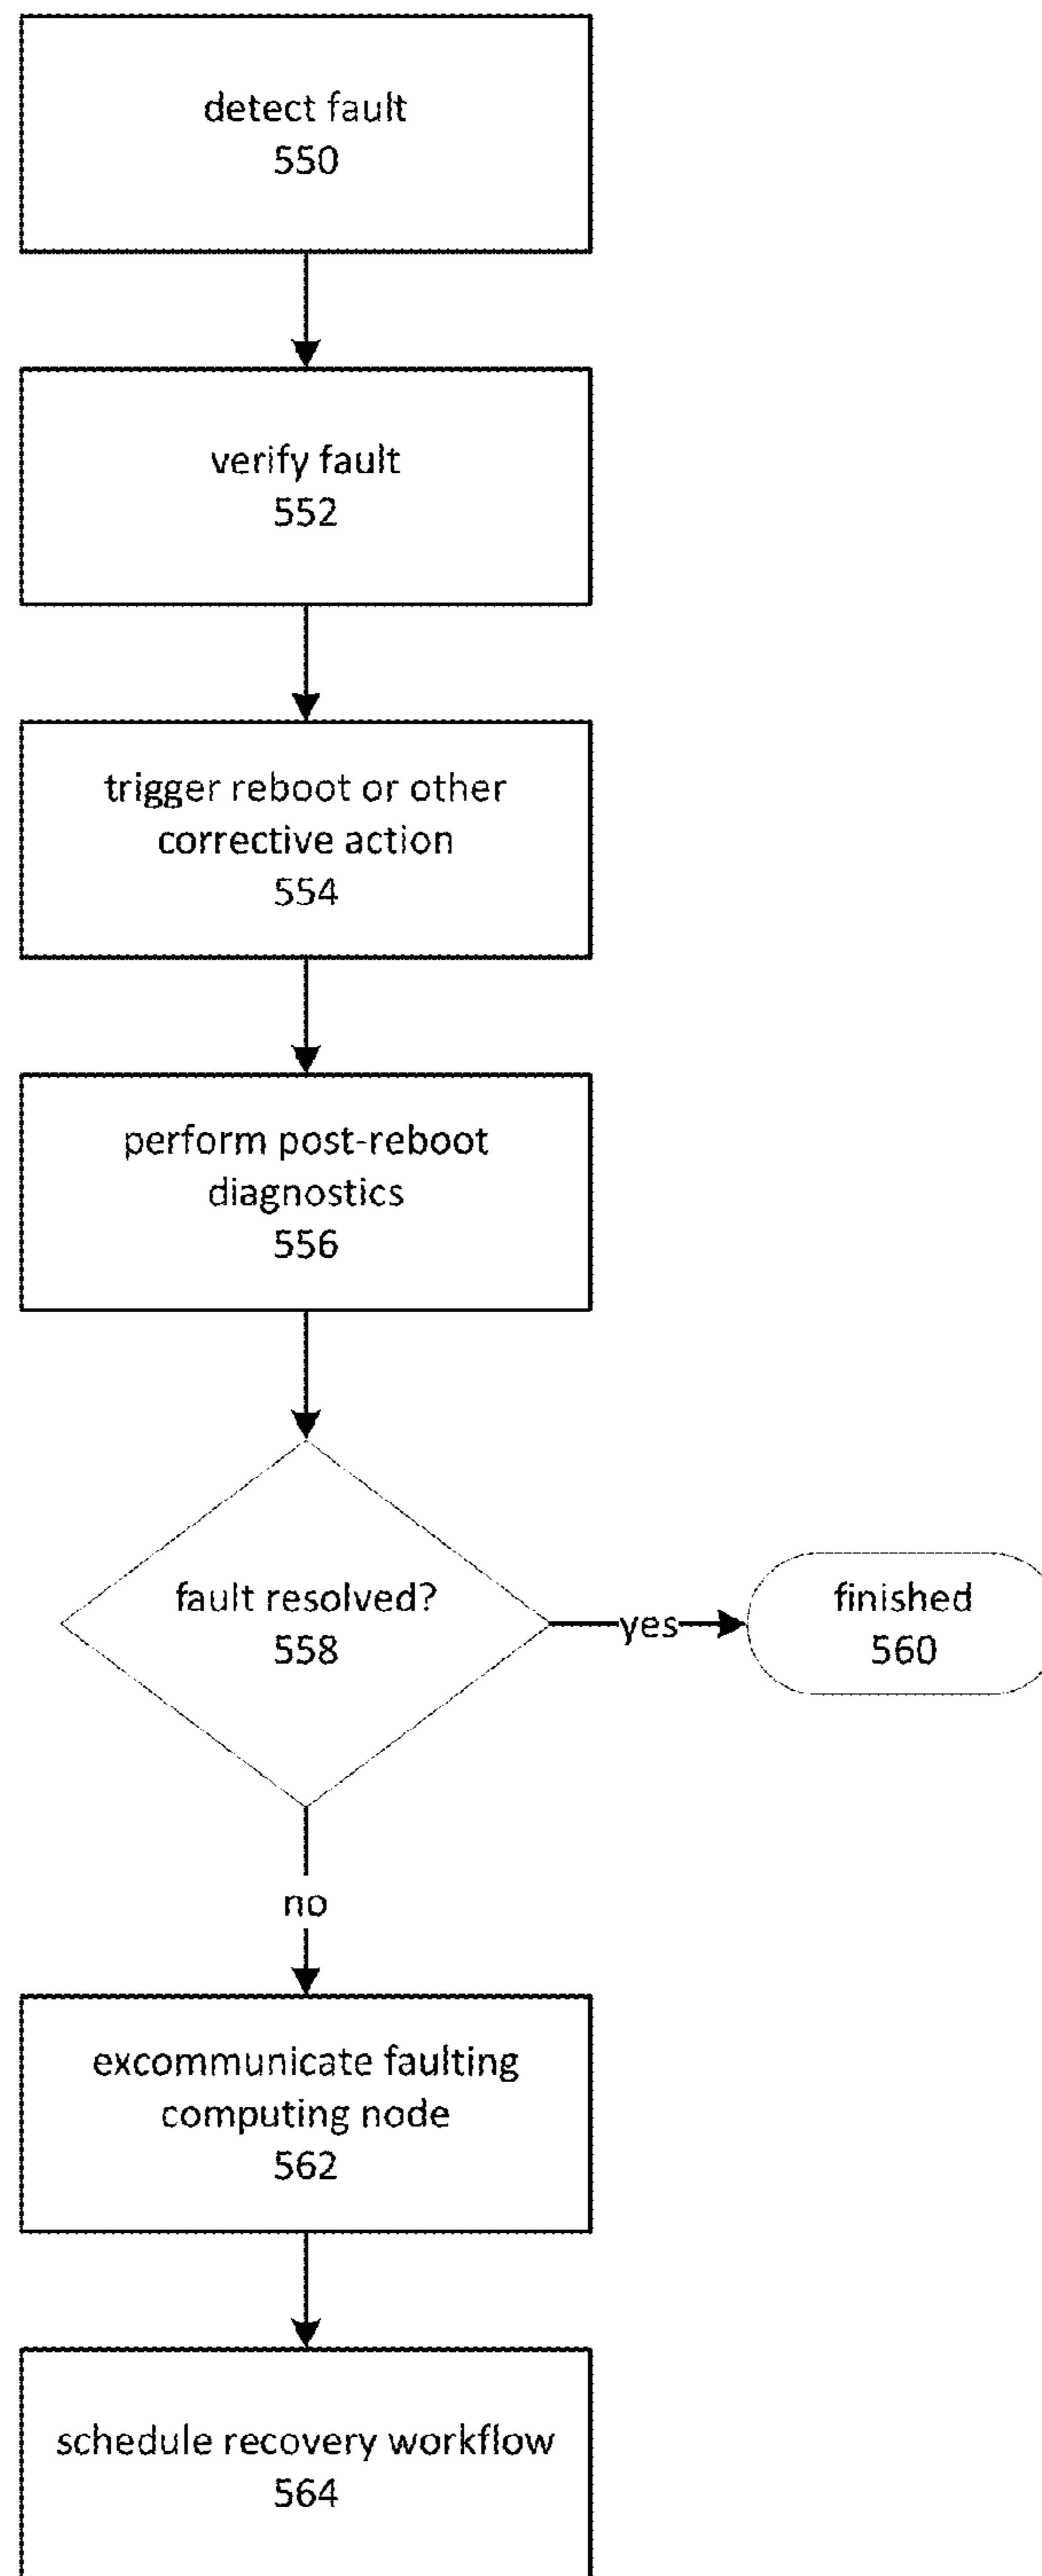 detect fault
550
verify fault
552
trigger reboot or other
corrective action
554
perform post-reboot
diagnostics
556
fault resolved?
558
yes
finished
560
no
excommunicate faulting
computing node
562
schedule recovery workflow
564